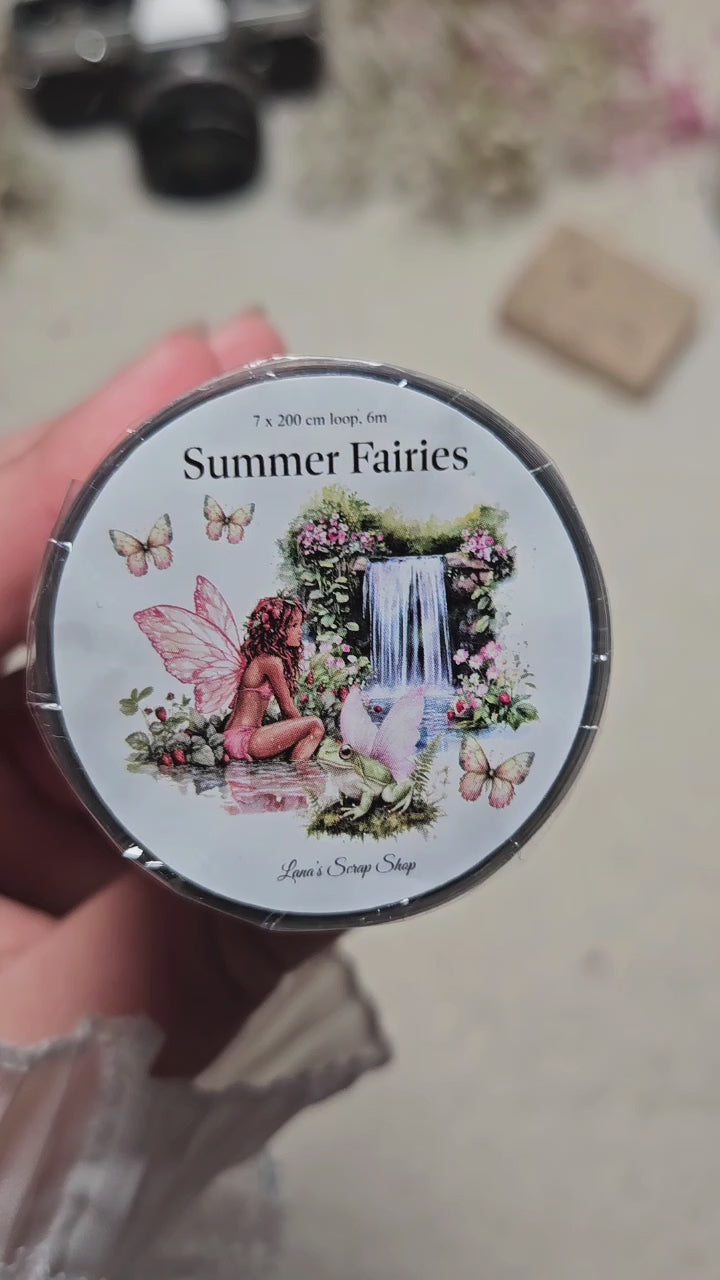 7 x 200 cm loop, 6m
Summer Fairies
Lana's Scrap Shop